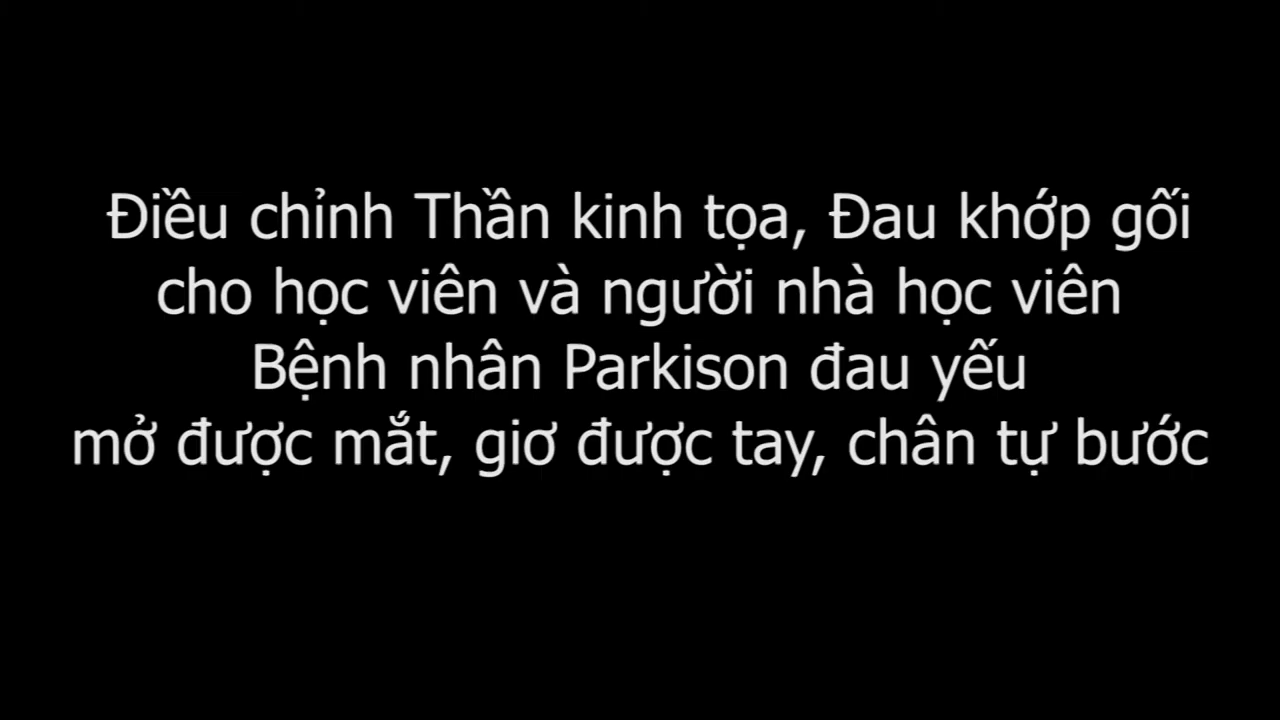 Điều chỉnh Thần kinh tọa, Đau khớp gối
cho học viên và người nhà học viên
Bệnh nhân Parkison đau yếu
mở được mắt, giơ được tay, chân tự bước